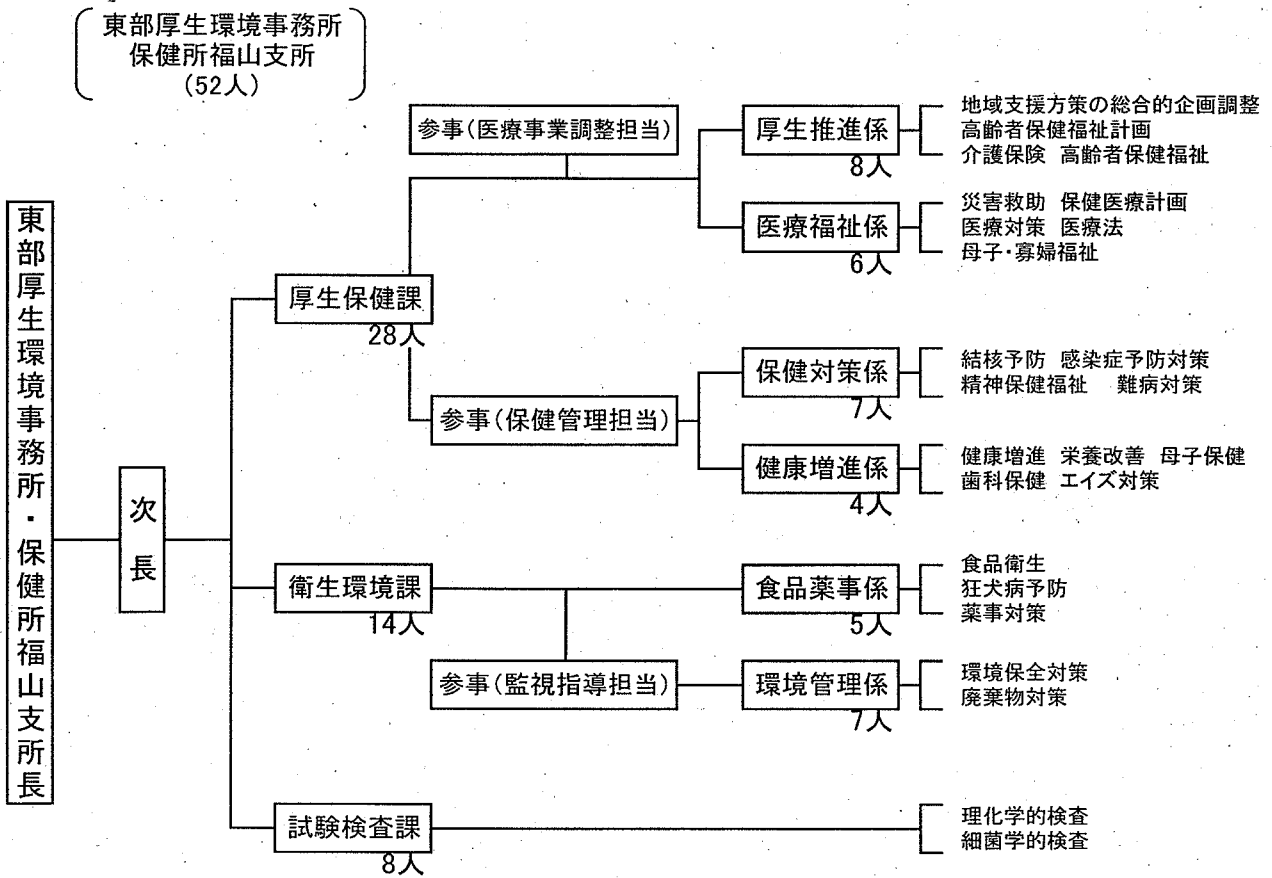 東部厚生環境事務所
保健所福山支所
(52人)
東部厚生環境事務所・保健所福山支所長
次長
厚生保健課
28人
参事(医療事業調整担当)
厚生推進係
8人
地域支援方策の総合的企画調整
高齢者保健福祉計画
介護保険 高齢者保健福祉
医療福祉係
6人
災害救助 保健医療計画
医療対策 医療法
母子・寡婦福祉
参事(保健管理担当)
保健対策係
7人
結核予防 感染症予防対策
精神保健福祉 難病対策
健康増進係
4人
健康増進 栄養改善 母子保健
歯科保健 エイズ対策
衛生環境課
14人
食品薬事係
5人
食品衛生
狂犬病予防
薬事対策
参事(監視指導担当)
環境管理係
7人
環境保全対策
廃棄物対策
試験検査課
8人
理化学的検査
細菌学的検査